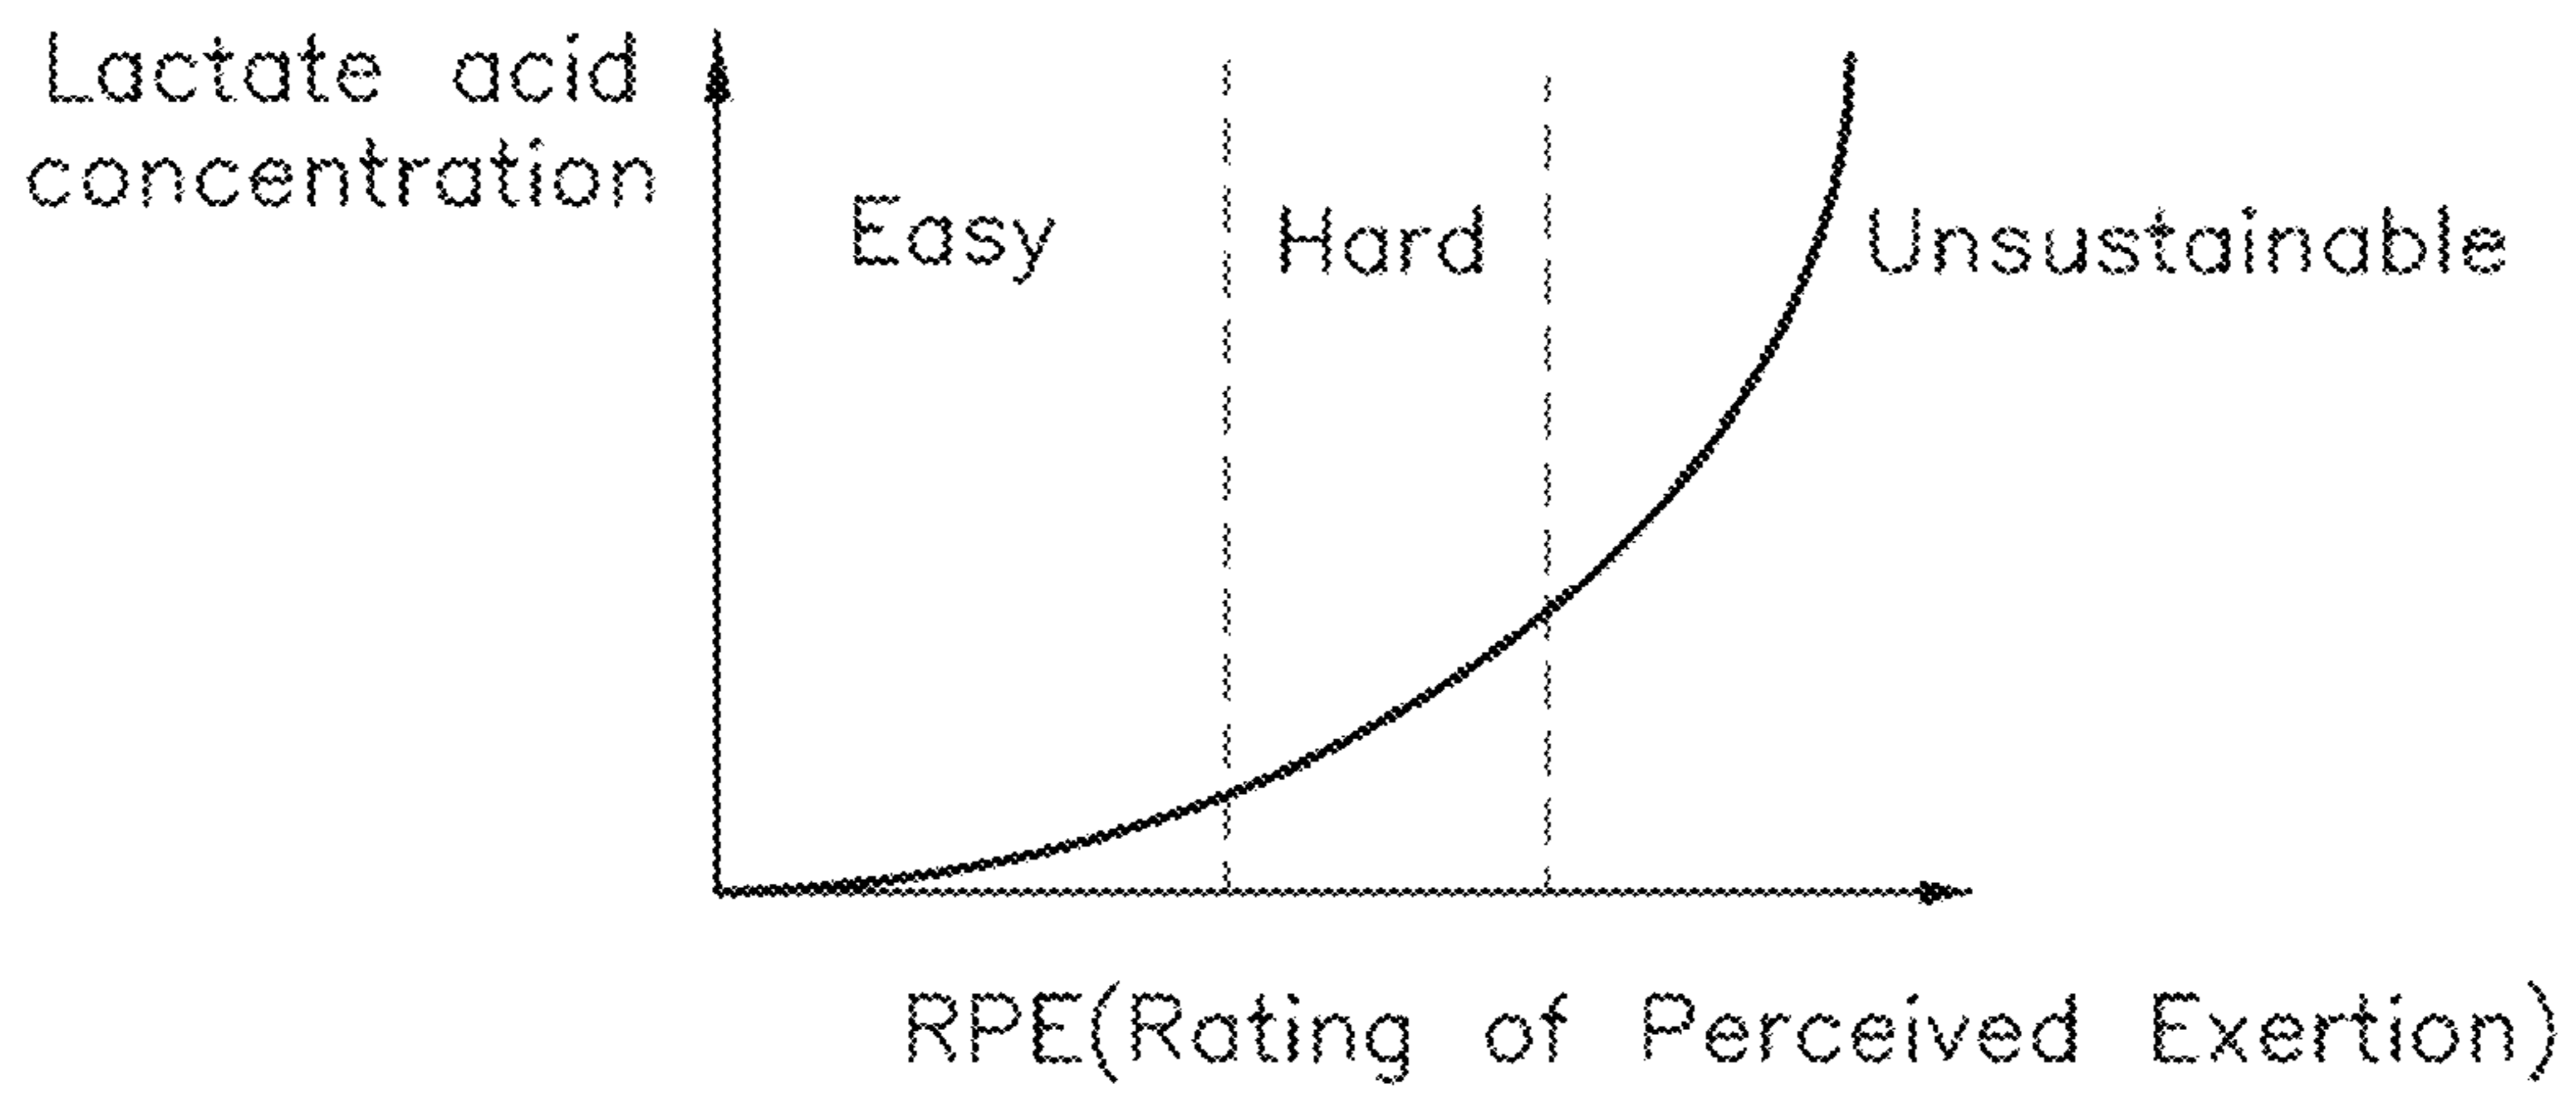 Lactate acid
concentration
Easy
Hard
Unsustainable
RPE(Rating of Perceived Exertion)